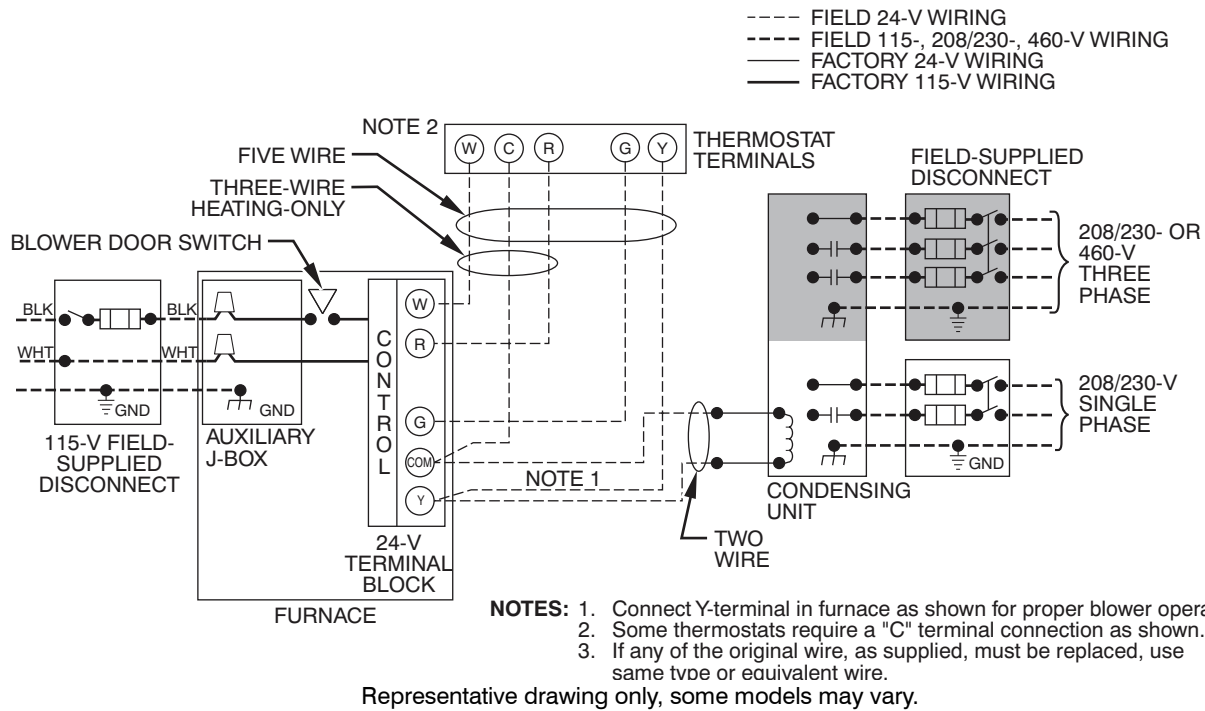 FIELD 24-V WIRING
FIELD 115-, 208/230-, 460-V WIRING
FACTORY 24-V WIRING
FACTORY 115-V WIRING
NOTE 2
W C R G Y
THERMOSTAT
TERMINALS
FIVE WIRE
THREE-WIRE
HEATING-ONLY
BLOWER DOOR SWITCH
FIELD-SUPPLIED
DISCONNECT
208/230- OR
460-V
THREE
PHASE
BLK
BLK
WHT
WHT
GND
GND
115-V FIELD-
SUPPLIED
DISCONNECT
AUXILIARY
J-BOX
CONTROL
W
R
G
COM
Y
24-V
TERMINAL
BLOCK
FURNACE
NOTE 1
TWO
WIRE
CONDENSING
UNIT
208/230-V
SINGLE
PHASE
GND
NOTES: 1. Connect Y-terminal in furnace as shown for proper blower opera
2. Some thermostats require a "C" terminal connection as shown.
3. If any of the original wire, as supplied, must be replaced, use
same type or equivalent wire.
Representative drawing only, some models may vary.